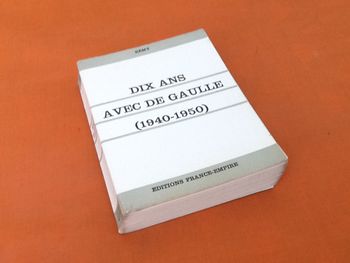 RÉMY
DIX ANS
AVEC DE GAULLE
(1940-1950)
EDITIONS FRANCE-EMPIRE